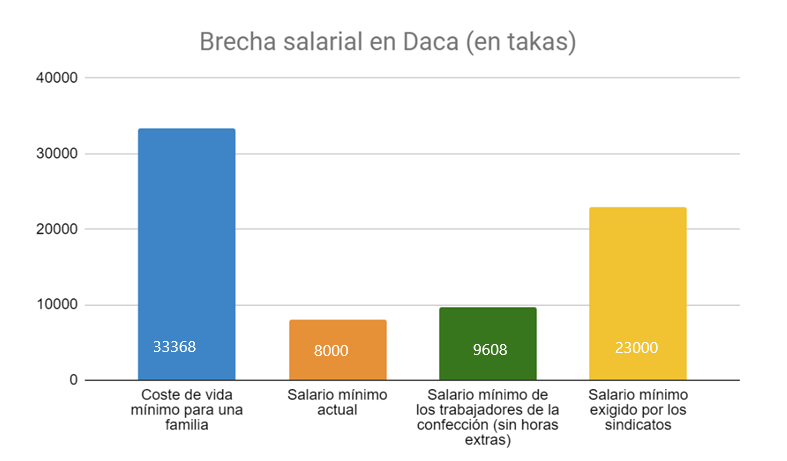 Brecha salarial en Daca (en takas)
40000
30000
20000
10000
0
33368
8000
9608
23000
Coste de vida
mínimo para una
familia
Salario mínimo
actual
Salario mínimo de
los trabajadores de la
confección (sin horas
extras)
Salario mínimo
exigido por los
sindicatos